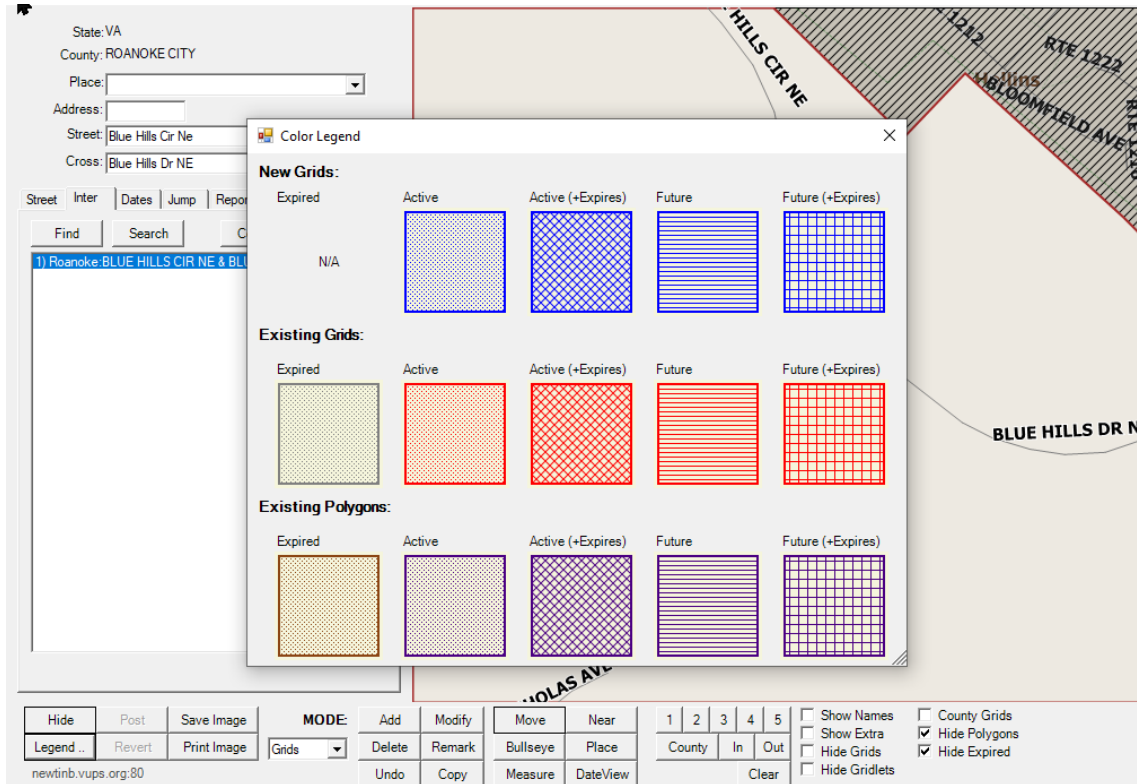 State: VA
County: ROANOKE CITY
Place:
Address:
Street: Blue Hills Cir Ne
Cross: Blue Hills Dr NE
Street Inter Dates Jump Repor
Find Search C
1) Roanoke:BLUE HILLS CIR NE & BLU
HILLS CIR NE
1212
RTE 1222
Hollins
BLOOMFIELD AVE
BLUE HILLS DR N
HOLAS AVE
Color Legend
New Grids:
Expired Active Active (+Expires) Future Future (+Expires)
N/A
Existing Grids:
Expired Active Active (+Expires) Future Future (+Expires)
Existing Polygons:
Expired Active Active (+Expires) Future Future (+Expires)
Hide Post Save Image MODE: Add Modify Move Near 1 2 3 4 5 Show Names County Grids
Legend .. Revert Print Image Grids Delete Remark Bullseye Place County In Out Show Extra Hide Polygons
Hide Grids Hide Expired
newtinb.vups.org:80 Undo Copy Measure DateView Clear Hide Gridlets